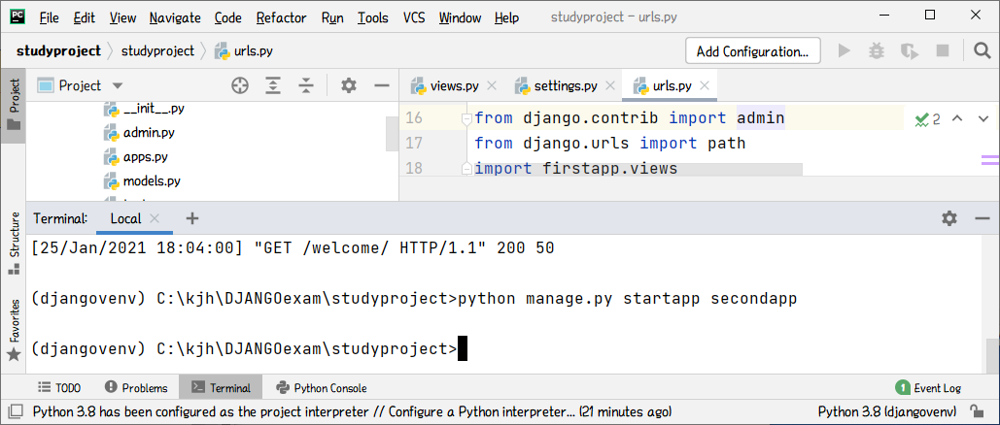 PC File Edit View Navigate Code Refactor Run Tools VCS Window Help studyproject - urls.py
studyproject studyproject urls.py Add Configuration...
Project
Project
views.py settings.py urls.py
__init__.py
admin.py
apps.py
models.py
16 from django.contrib import admin
2
17 from django.urls import path
18 import firstapp.views
Structure
Favorites
Terminal: Local
[25/Jan/2021 18:04:00] "GET /welcome/ HTTP/1.1" 200 50
(djangovenv) C:\kjh\DJANGOexam\studyproject>python manage.py startapp secondapp
(djangovenv) C:\kjh\DJANGOexam\studyproject>
TODO Problems Terminal Python Console 1 Event Log
Python 3.8 has been configured as the project interpreter // Configure a Python interpreter... (21 minutes ago) Python 3.8 (djangovenv)